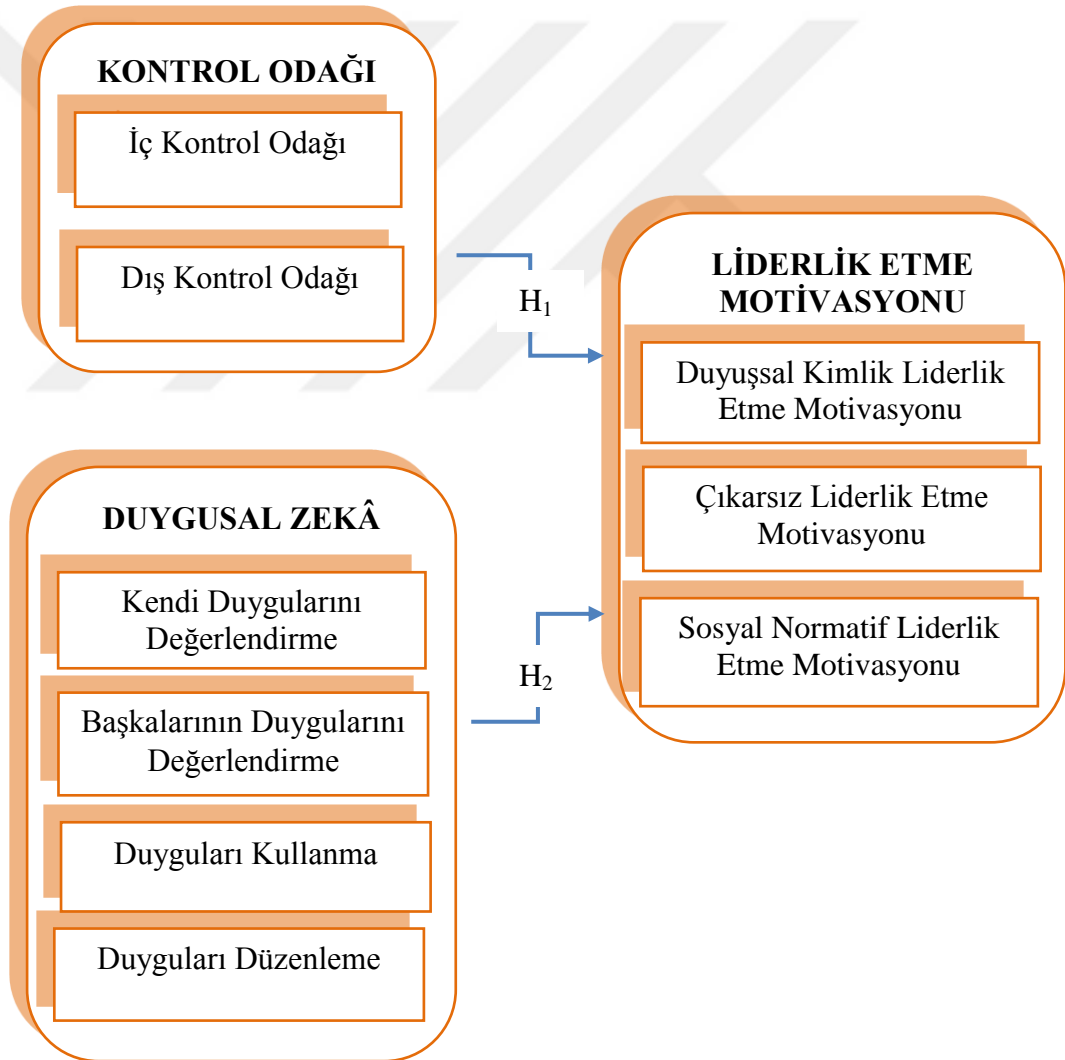 KONTROL ODAĞI
İç Kontrol Odağı
Dış Kontrol Odağı
H₁
LİDERLİK ETME
MOTİVASYONU
Duyuşsal Kimlik Liderlik
Etme Motivasyonu
Çıkarsız Liderlik Etme
Motivasyonu
Sosyal Normatif Liderlik
Etme Motivasyonu
DUYGUSAL ZEKÂ
Kendi Duygularını
Değerlendirme
Başkalarının Duygularını
Değerlendirme
Duyguları Kullanma
Duyguları Düzenleme
H₂